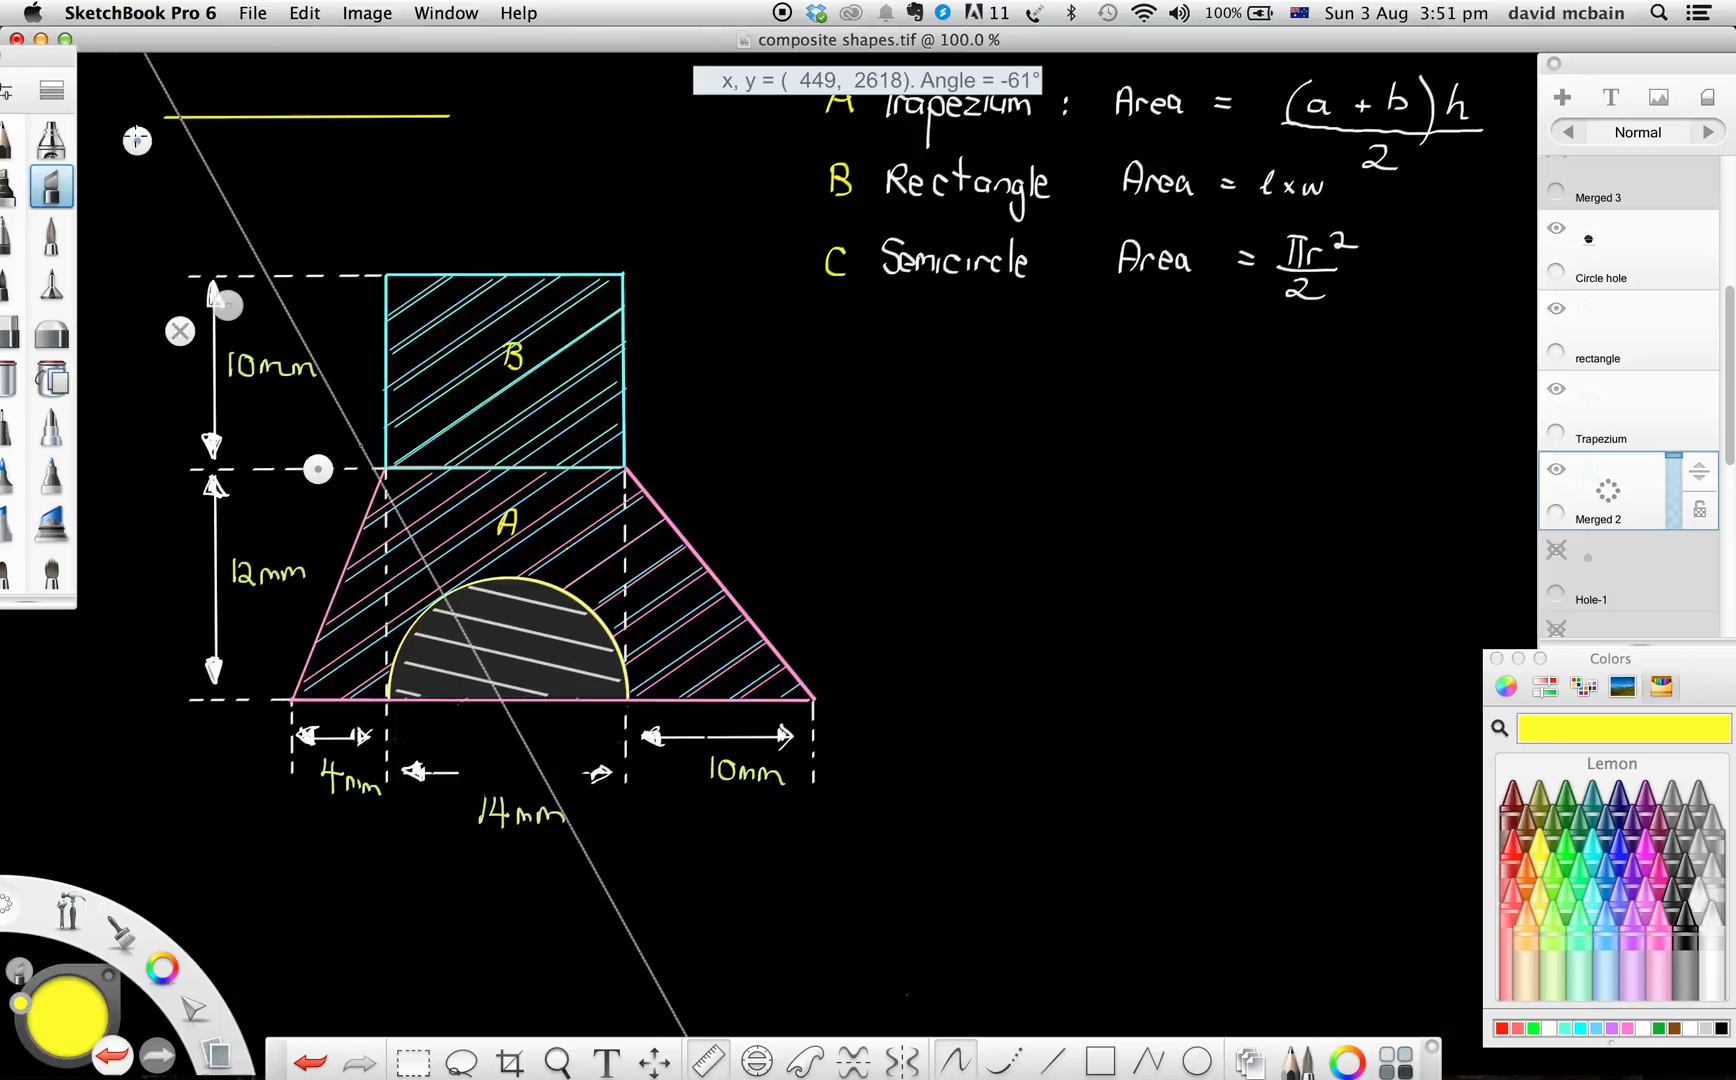 SketchBook Pro 6 File Edit Image Window Help 11 100% Sun 3 Aug 3:51 pm david mcbain
composite shapes.tif @ 100.0 %
x, y = ( 449, 2618). Angle = -61°
A Trapezium : Area = (a + b)h
2
B Rectangle Area = l x w
C Semicircle Area = πr²
2
B
10mm
A
12mm
4mm
14mm
10mm
Normal
Merged 3
Circle hole
rectangle
Trapezium
Merged 2
Hole-1
Colors
Lemon
T
T